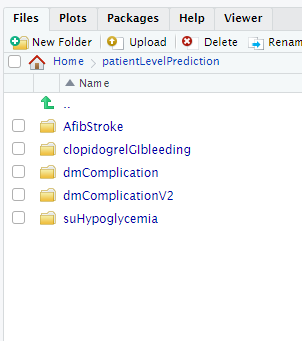 Files Plots Packages Help Viewer
New Folder Upload Delete Renam
Home patientLevelPrediction
Name
..
AfibStroke
clopidogrelGIbleeding
dmComplication
dmComplicationV2
suHypoglycemia